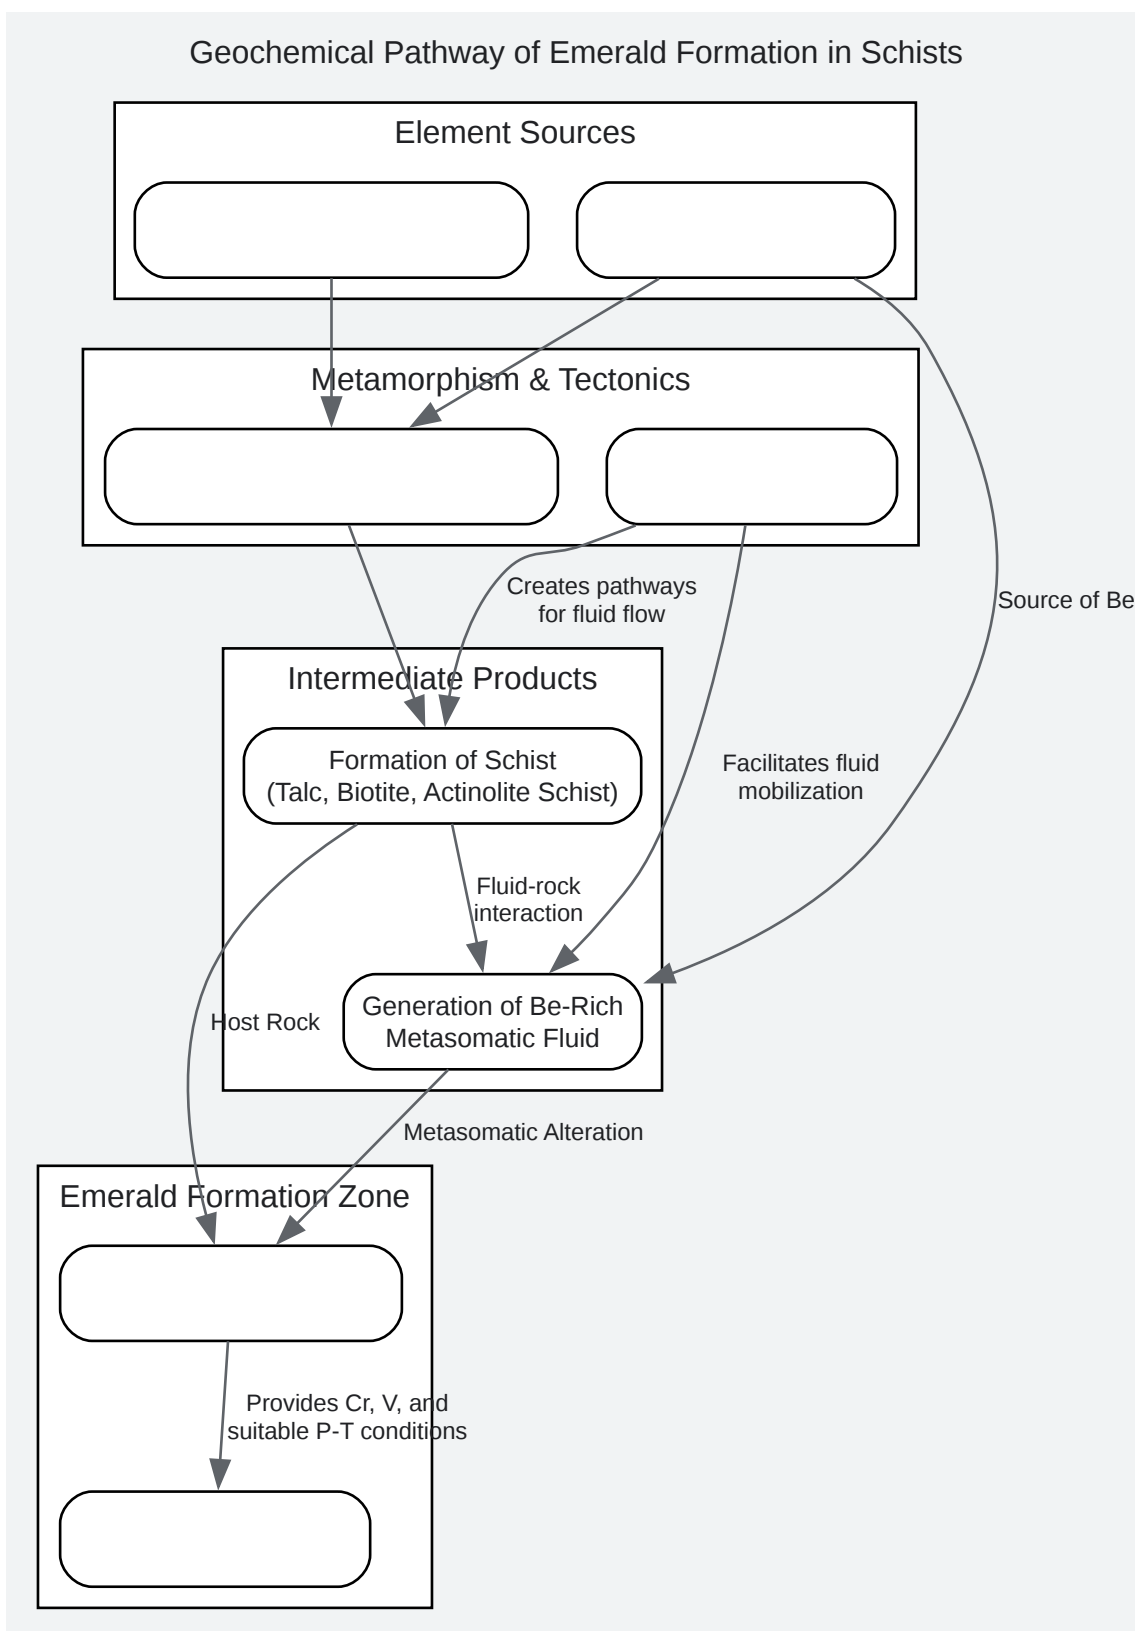 Geochemical Pathway of Emerald Formation in Schists
Element Sources
Metamorphism & Tectonics
Creates pathways
for fluid flow
Source of Be
Intermediate Products
Formation of Schist
(Talc, Biotite, Actinolite Schist)
Facilitates fluid
mobilization
Fluid-rock
interaction
Generation of Be-Rich
Metasomatic Fluid
Host Rock
Metasomatic Alteration
Emerald Formation Zone
Provides Cr, V, and
suitable P-T conditions